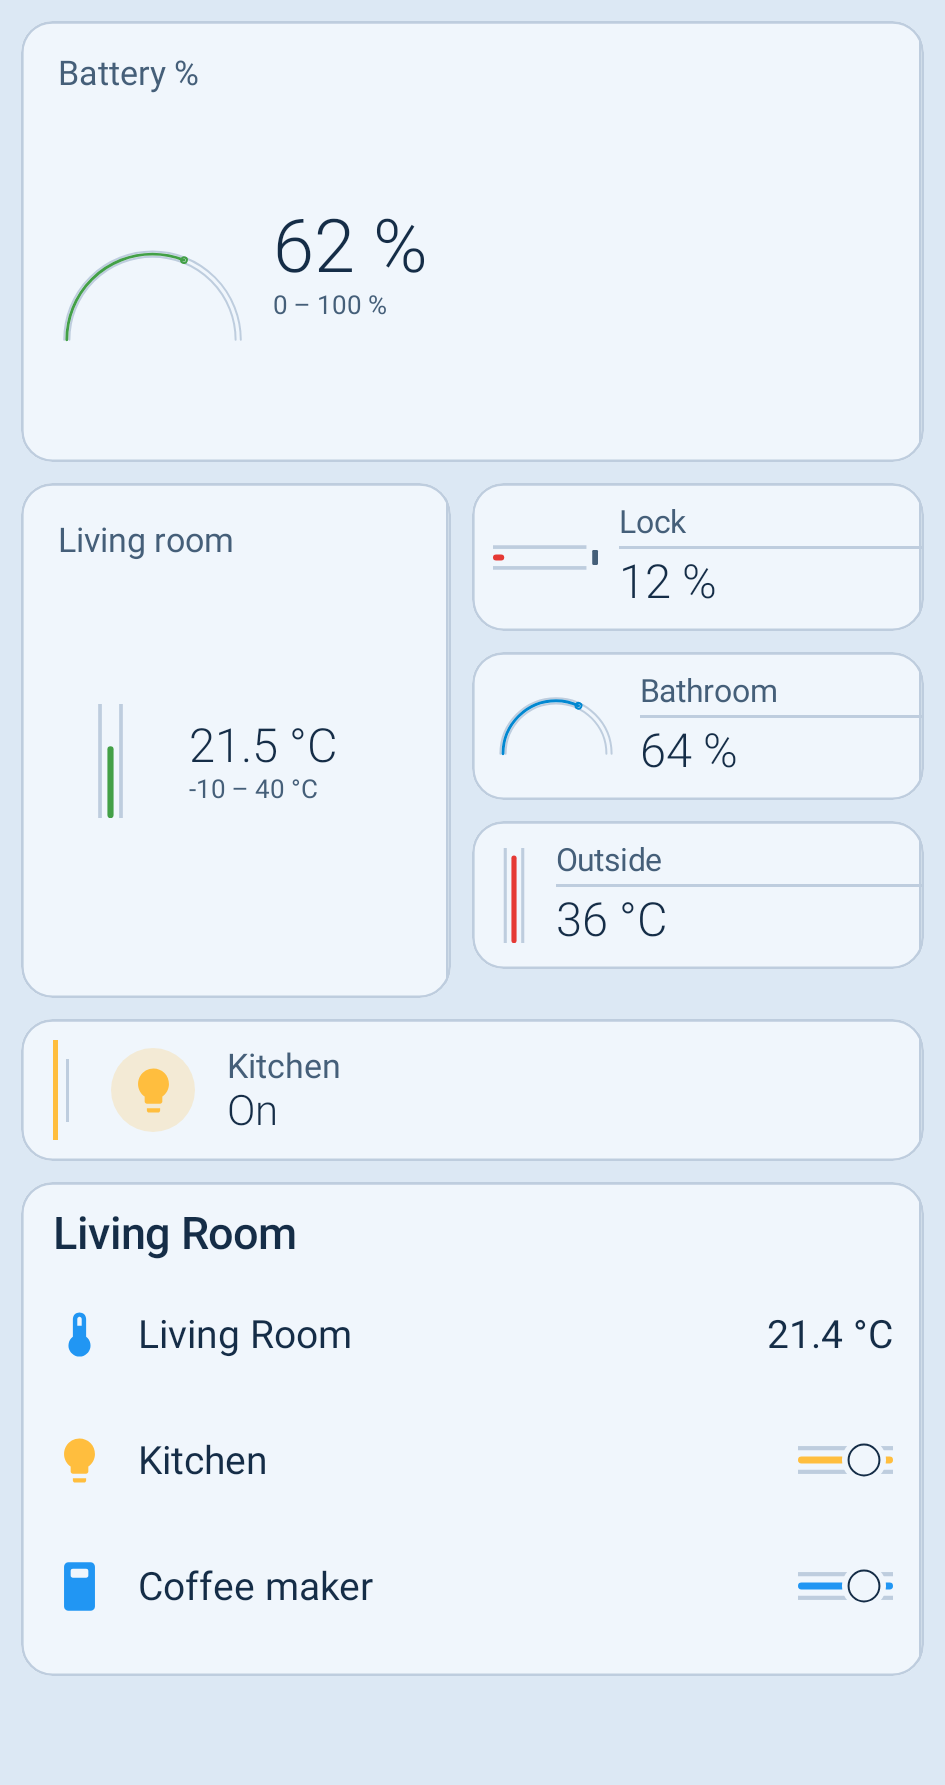 Battery %
62 %
0 – 100 %
Living room
21.5 °C
-10 – 40 °C
Lock
12 %
Bathroom
64 %
Outside
36 °C
Kitchen
On
Living Room
Living Room 21.4 °C
Kitchen
Coffee maker